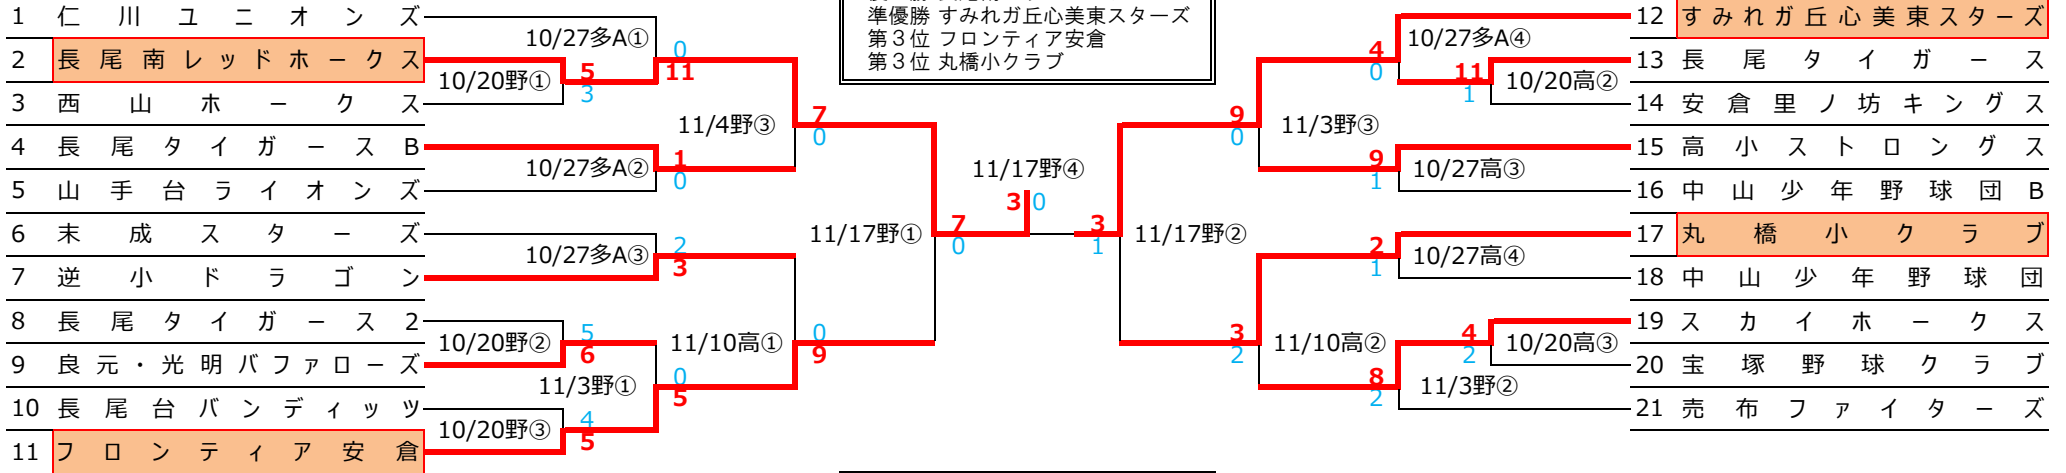 準優勝 すみれガ丘心美東スターズ
第３位 フロンティア安倉
第３位 丸橋小クラブ
1 仁川ユニオンズ
2 長尾南レッドホークス
3 西山ホークス
4 長尾タイガースB
5 山手台ライオンズ
6 末成スターズ
7 逆小ドラゴン
8 長尾タイガース2
9 良元・光明バファローズ
10 長尾台バンディッツ
11 フロンティア安倉
10/20野①
5
3
10/20野②
5
6
10/20野③
4
5
10/27多A①
0
11
10/27多A②
1
0
10/27多A③
2
3
11/3野①
0
5
11/4野③
7
0
11/10高①
0
9
11/17野①
7
0
11/17野④
3 0
3
1
11/17野②
9
0
11/3野③
3
2
11/10高②
4
0
10/27多A④
9
1
10/27高③
2
1
10/27高④
8
2
11/3野②
11
1
10/20高②
4
2
10/20高③
12 すみれガ丘心美東スターズ
13 長尾タイガース
14 安倉里ノ坊キングス
15 高小ストロングス
16 中山少年野球団B
17 丸橋小クラブ
18 中山少年野球団
19 スカイホークス
20 宝塚野球クラブ
21 売布ファイターズ